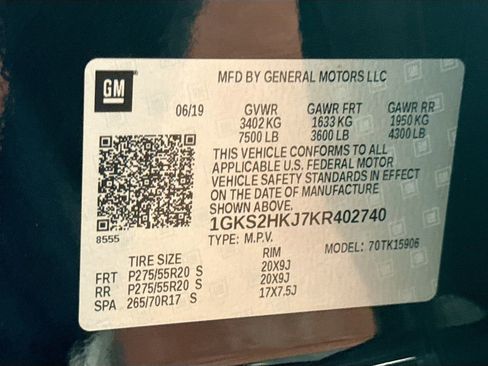 GM
MFD BY GENERAL MOTORS LLC
06/19 GVWR GAWR FRT GAWR RR
3402 KG 1633 KG 1950 KG
7500 LB 3600 LB 4300 LB
THIS VEHICLE CONFORMS TO ALL
APPLICABLE U.S. FEDERAL MOTOR
VEHICLE SAFETY STANDARDS IN EFFECT
ON THE DATE OF MANUFACTURE
SHOWN ABOVE.
1GKS2HKJ7KR402740
8555 TYPE: M.P.V. MODEL: 70TK15906
TIRE SIZE RIM
FRT P275/55R20 S 20X9J
RR P275/55R20 S 20X9J
SPA 265/70R17 S 17X7.5J